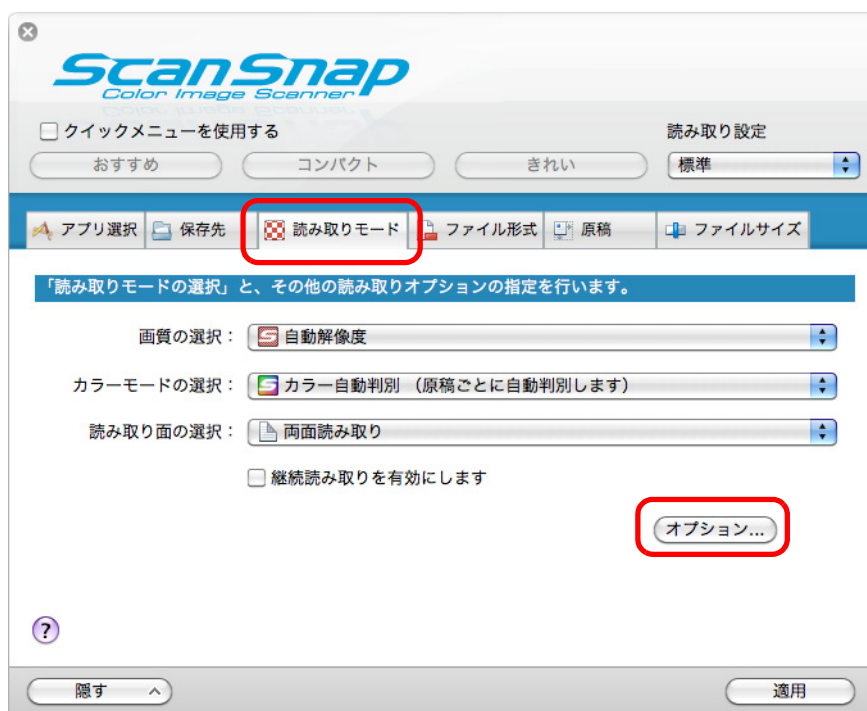 ScanSnap
Color Image Scanner
クイックメニューを使用する
読み取り設定
おすすめ コンパクト きれい 標準
アプリ選択 保存先 読み取りモード ファイル形式 原稿 ファイルサイズ
「読み取りモードの選択」と、その他の読み取りオプションの指定を行います。
画質の選択： 自動解像度
カラーモードの選択： カラー自動判別 （原稿ごとに自動判別します）
読み取り面の選択： 両面読み取り
継続読み取りを有効にします
オプション...
?
隠す 適用